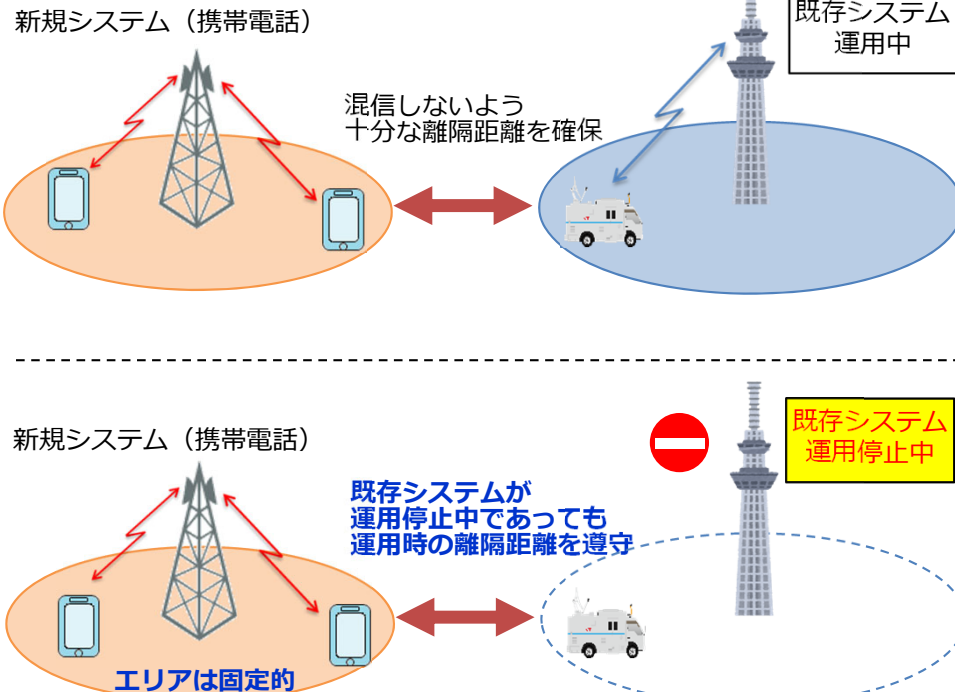 新規システム（携帯電話）
既存システム
運用中
混信しないよう
十分な離隔距離を確保
新規システム（携帯電話）
既存システム
運用停止中
既存システムが
運用停止中であっても
運用時の離隔距離を遵守
エリアは固定的